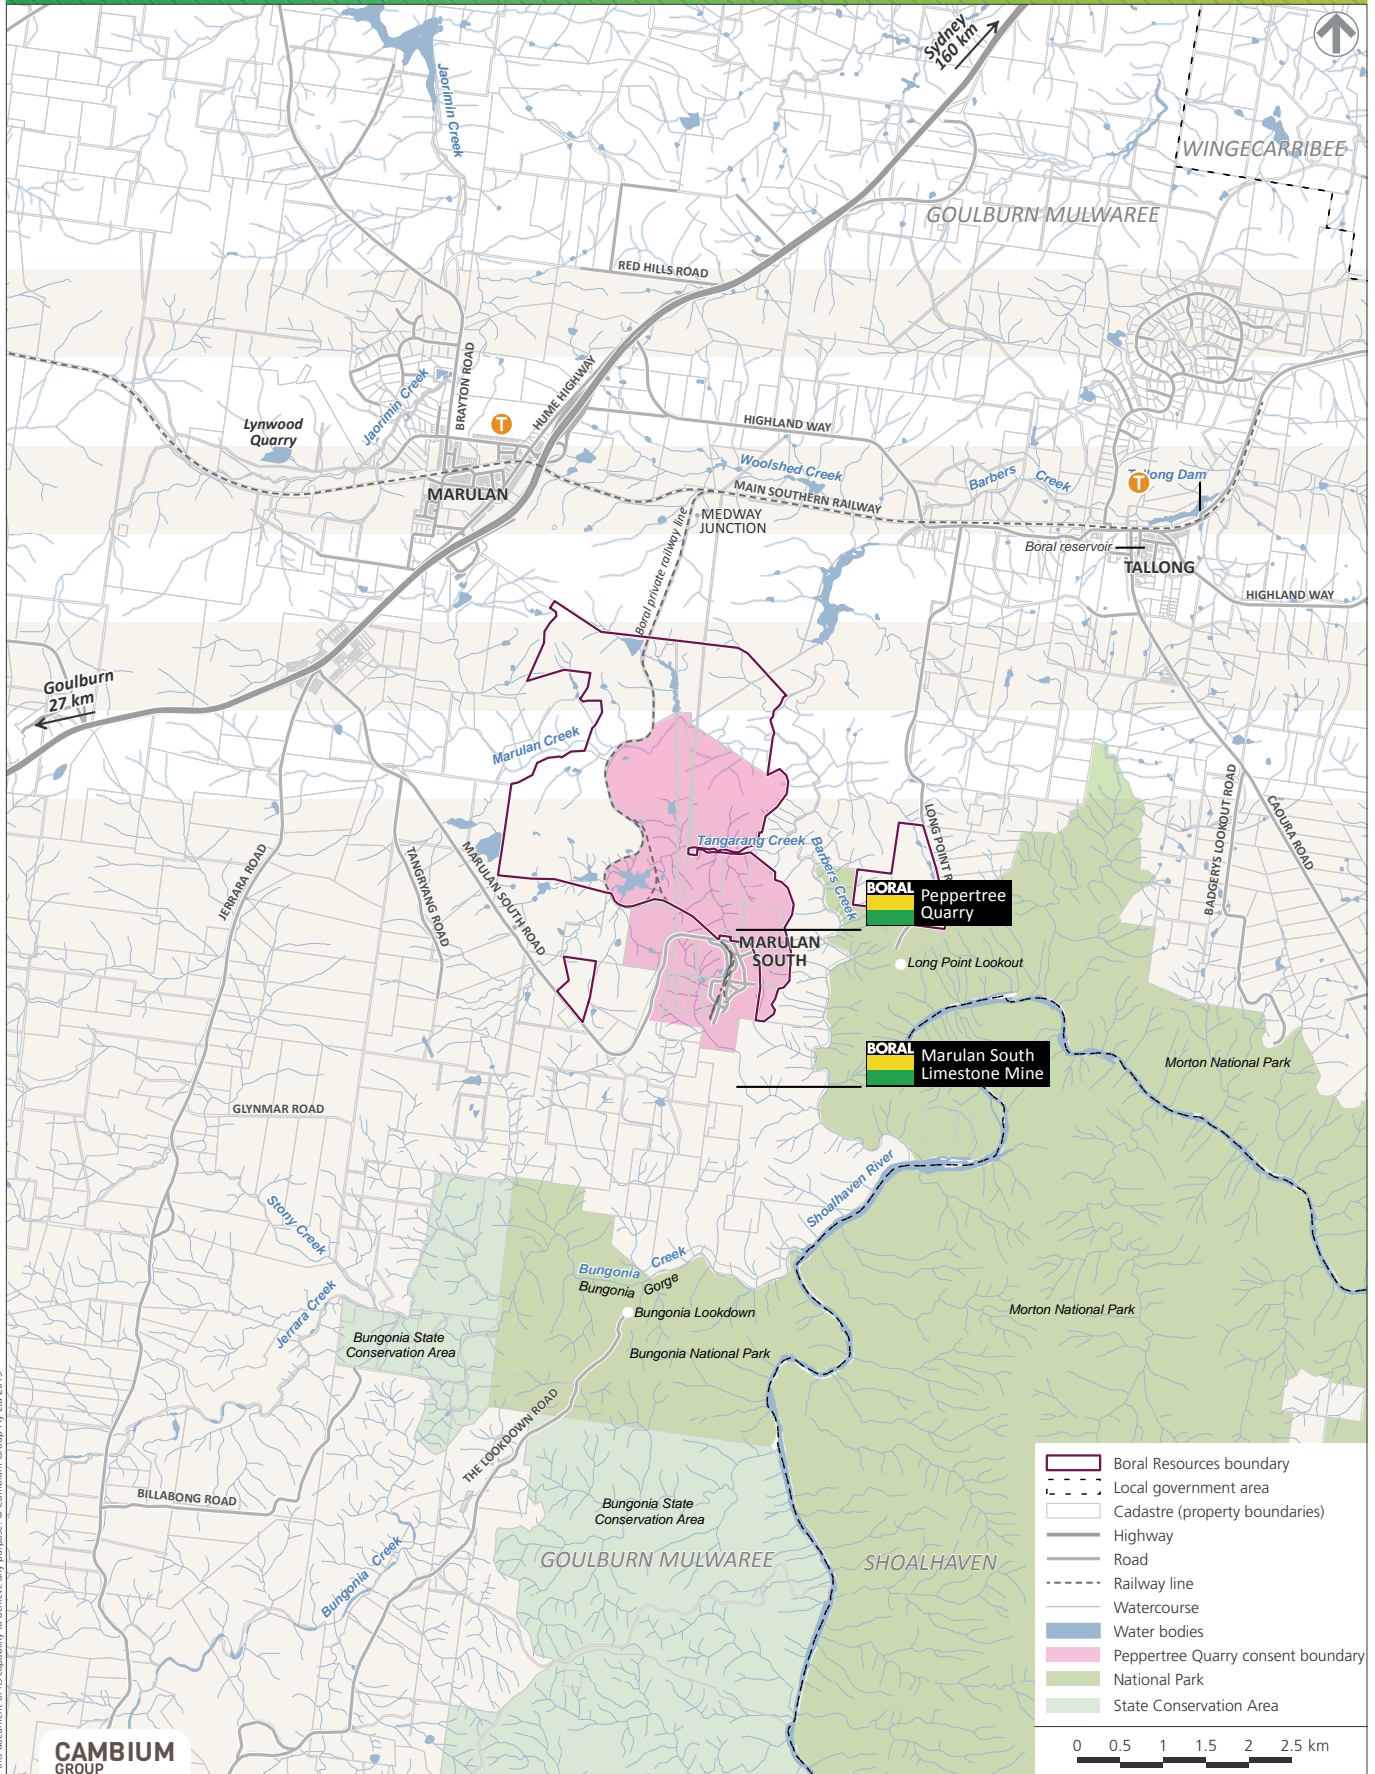 Sydney
160 km
Jaorimin Creek
WINGECARRIBEE
GOULBURN MULWAREE
RED HILLS ROAD
BRAYTON ROAD
HUME HIGHWAY
Jaorimin Creek
Lynwood
Quarry
T
HIGHLAND WAY
Woolshed Creek
Barbers Creek
T
Tallong Dam
MARULAN
MAIN SOUTHERN RAILWAY
MEDWAY
JUNCTION
Boral private railway line
Boral reservoir
TALLONG
HIGHLAND WAY
Goulburn
27 km
Marulan Creek
Tangarang Creek
Barbers Creek
LONG POINT R
BADGERYS LOOKOUT ROAD
CAOURA ROAD
JERRARA ROAD
TANGRYANG ROAD
MARULAN SOUTH ROAD
BORAL
Peppertree
Quarry
MARULAN
SOUTH
Long Point Lookout
BORAL
Marulan South
Limestone Mine
Morton National Park
GLYNMAR ROAD
Shoalhaven River
Stony Creek
Bungonia Creek
Bungonia Gorge
Bungonia Lookdown
Jerrara Creek
Morton National Park
Bungonia State
Conservation Area
Bungonia National Park
THE LOOKDOWN ROAD
BILLABONG ROAD
Bungonia State
Conservation Area
GOULBURN MULWAREE
SHOALHAVEN
Bungonia Creek
Boral Resources boundary
Local government area
Cadastre (property boundaries)
Highway
Road
Railway line
Watercourse
Water bodies
Peppertree Quarry consent boundary
National Park
State Conservation Area
0 0.5 1 1.5 2 2.5 km
CAMBIUM
GROUP